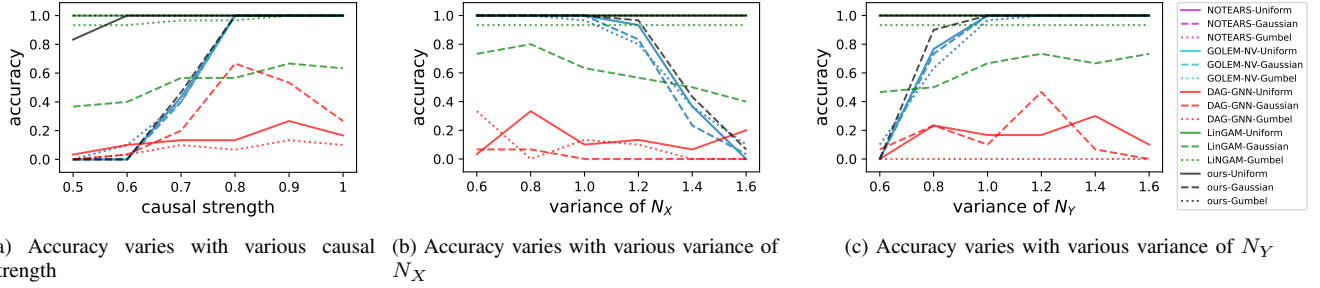 1.0
0.8
0.6
0.4
0.2
0.0
accuracy
0.5 0.6 0.7 0.8 0.9 1
causal strength
1.0
0.8
0.6
0.4
0.2
0.0
accuracy
0.6 0.8 1.0 1.2 1.4 1.6
variance of N_X
1.0
0.8
0.6
0.4
0.2
0.0
accuracy
0.6 0.8 1.0 1.2 1.4 1.6
variance of N_Y
NOTEARS-Uniform
NOTEARS-Gaussian
NOTEARS-Gumbel
GOLEM-NV-Uniform
GOLEM-NV-Gaussian
GOLEM-NV-Gumbel
DAG-GNN-Uniform
DAG-GNN-Gaussian
DAG-GNN-Gumbel
LinGAM-Uniform
LinGAM-Gaussian
LiNGAM-Gumbel
ours-Uniform
ours-Gaussian
ours-Gumbel
a) Accuracy varies with various causal
trength
(b) Accuracy varies with various variance of
N_X
(c) Accuracy varies with various variance of N_Y